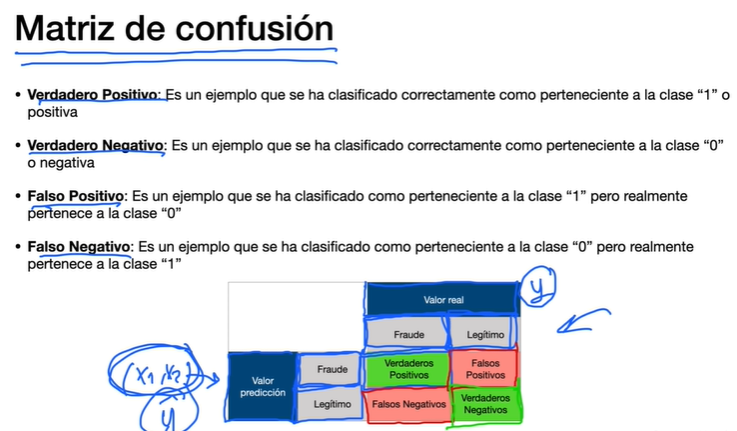 Matriz de confusión
• Verdadero Positivo: Es un ejemplo que se ha clasificado correctamente como perteneciente a la clase “1” o
positiva
• Verdadero Negativo: Es un ejemplo que se ha clasificado correctamente como perteneciente a la clase “0”
o negativa
• Falso Positivo: Es un ejemplo que se ha clasificado como perteneciente a la clase “1” pero realmente
pertenece a la clase “0”
• Falso Negativo: Es un ejemplo que se ha clasificado como perteneciente a la clase “0” pero realmente
pertenece a la clase “1”
Valor real
y
Fraude Legítimo
(x1, x2)
Valor
predicción
Fraude
Verdaderos
Positivos
Falsos
Positivos
y
Legítimo
Falsos Negativos
Verdaderos
Negativos